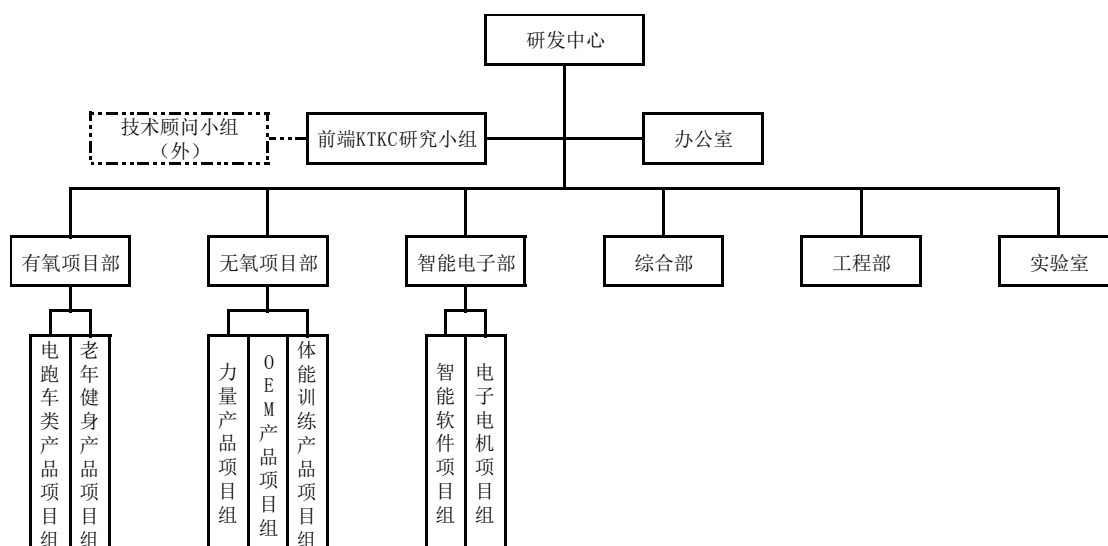 研发中心
技术顾问小组
（外）
前端KTKC研究小组
办公室
有氧项目部
无氧项目部
智能电子部
综合部
工程部
实验室
电跑车类产品项目组
老年健身产品项目组
力量产品项目组
OEM产品项目组
体能训练产品项目组
智能软件项目组
电子电机项目组